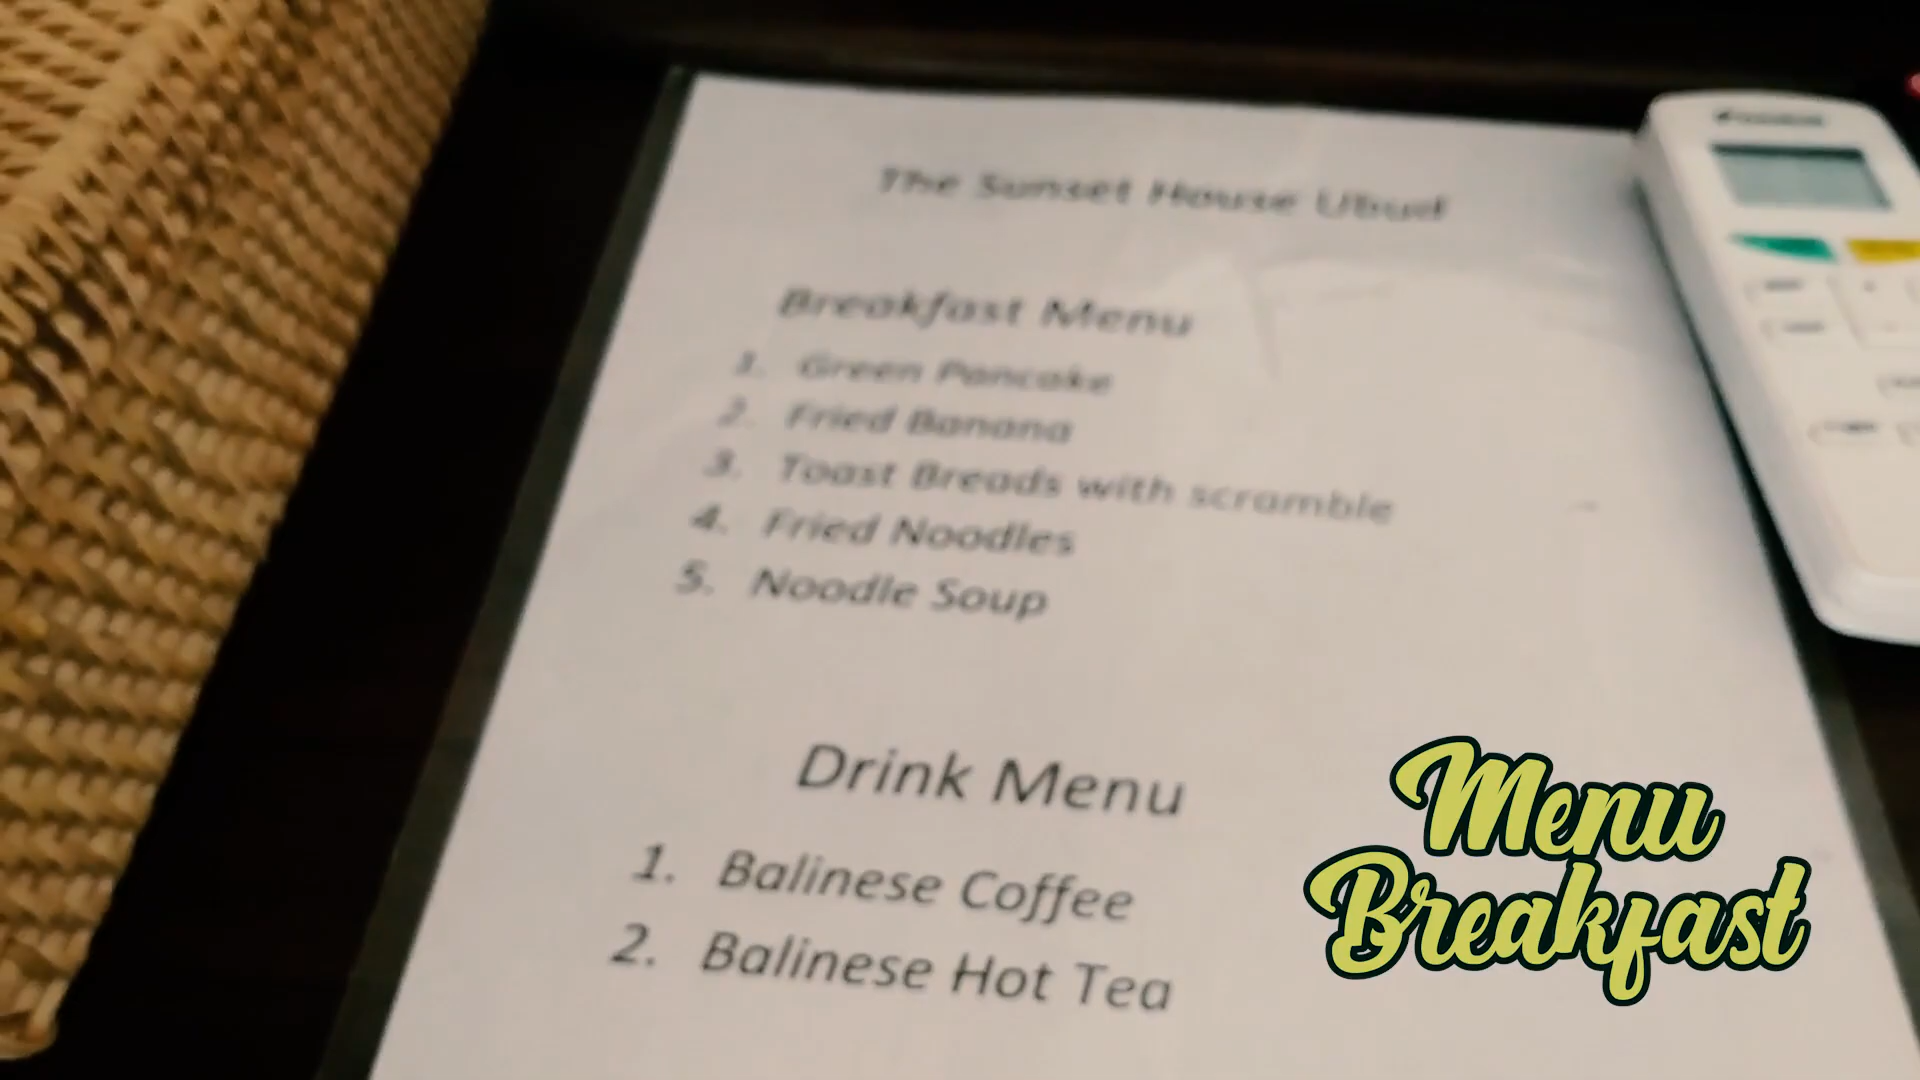 The Sunset House Ubud
Breakfast Menu
1. Green Pancake
2. Fried Banana
3. Toast Breads with scramble
4. Fried Noodles
5. Noodle Soup
Drink Menu
1. Balinese Coffee
2. Balinese Hot Tea
Menu
Breakfast